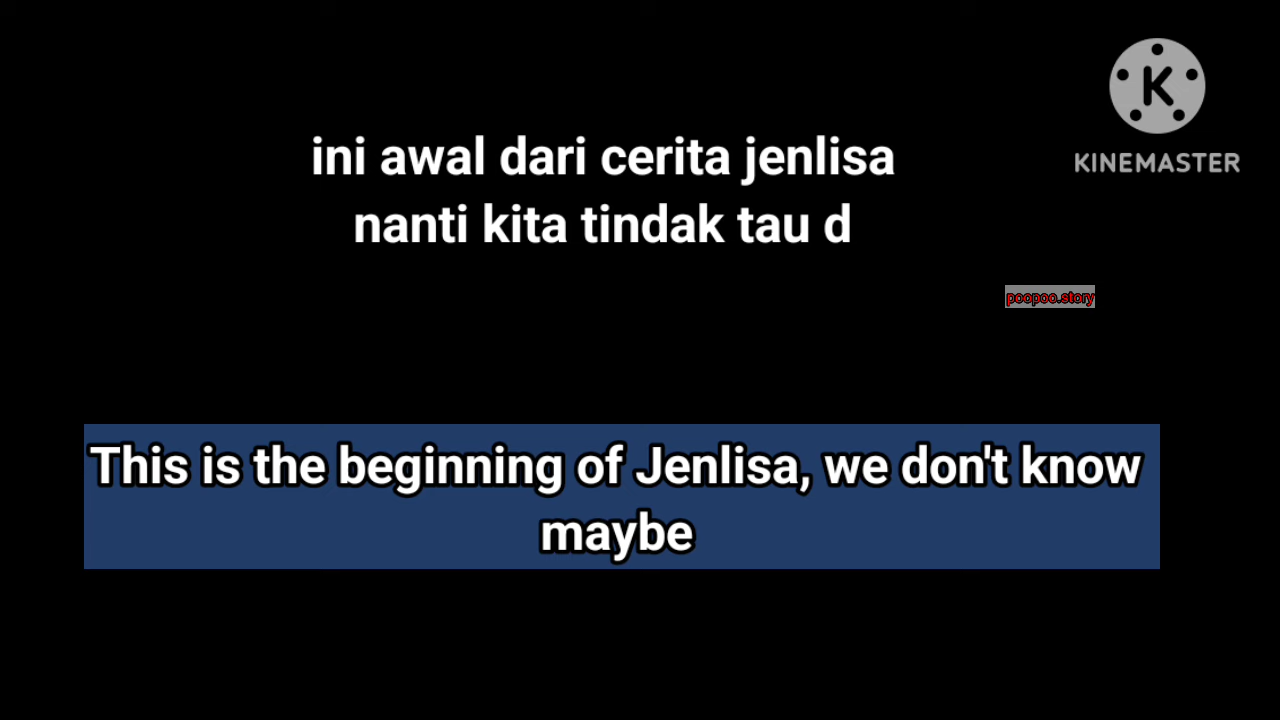 K
KINEMASTER
ini awal dari cerita jenlisa
nanti kita tindak tau d
poopoo.story
This is the beginning of Jenlisa, we don't know
maybe